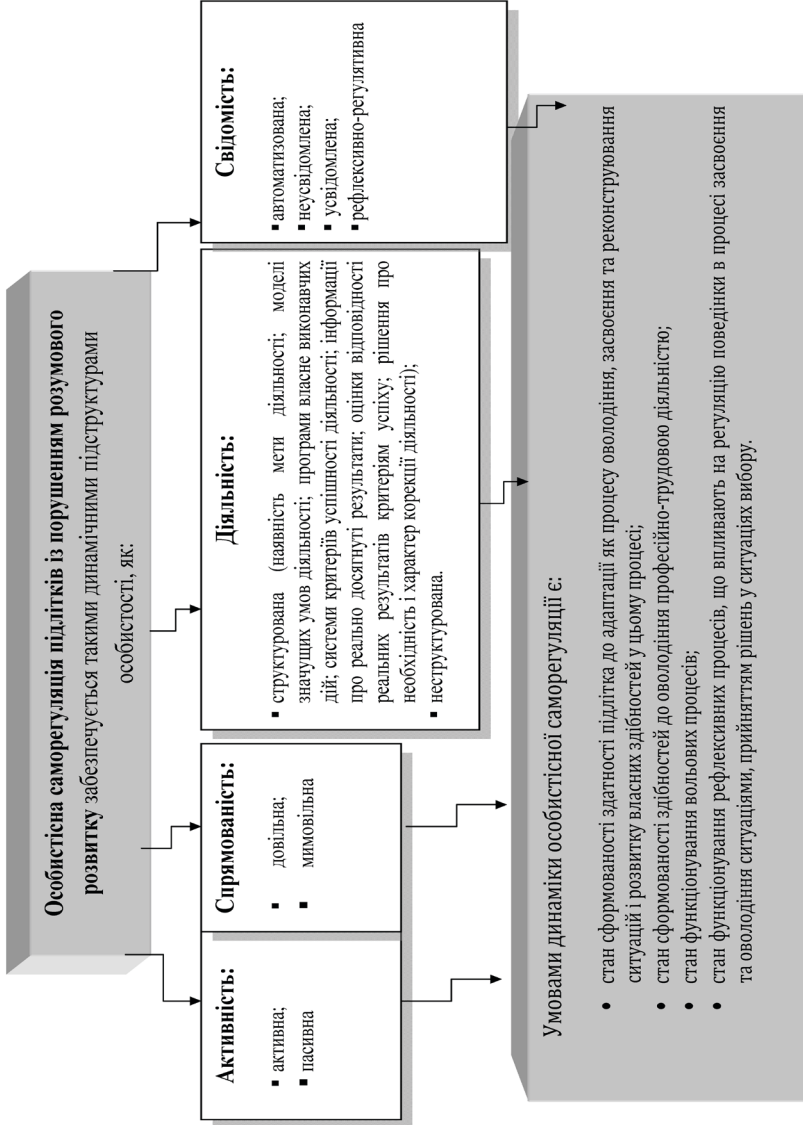 Особистісна саморегуляція підлітків із порушенням розумового
розвитку забезпечується такими динамічними підструктурами
особистості, як:
Активність:
▪ активна;
▪ пасивна
Спрямованість:
▪ довільна;
▪ мимовільна
Діяльність:
▪ структурована (наявність мети діяльності; моделі
значущих умов діяльності; програми власне виконавчих
дій; системи критеріїв успішності діяльності; інформації
про реально досягнуті результати; оцінки відповідності
реальних результатів критеріям успіху; рішення про
необхідність і характер корекції діяльності);
▪ неструктурована.
Свідомість:
▪ автоматизована;
▪ неусвідомлена;
▪ усвідомлена;
▪ рефлексивно-регулятивна
Умовами динаміки особистісної саморегуляції є:
• стан сформованості здатності підлітка до адаптації як процесу оволодіння, засвоєння та реконструювання
ситуацій і розвитку власних здібностей у цьому процесі;
• стан сформованості здібностей до оволодіння професійно-трудовою діяльністю;
• стан функціонування вольових процесів;
• стан функціонування рефлексивних процесів, що впливають на регуляцію поведінки в процесі засвоєння
та оволодіння ситуаціями, прийняттям рішень у ситуаціях вибору.